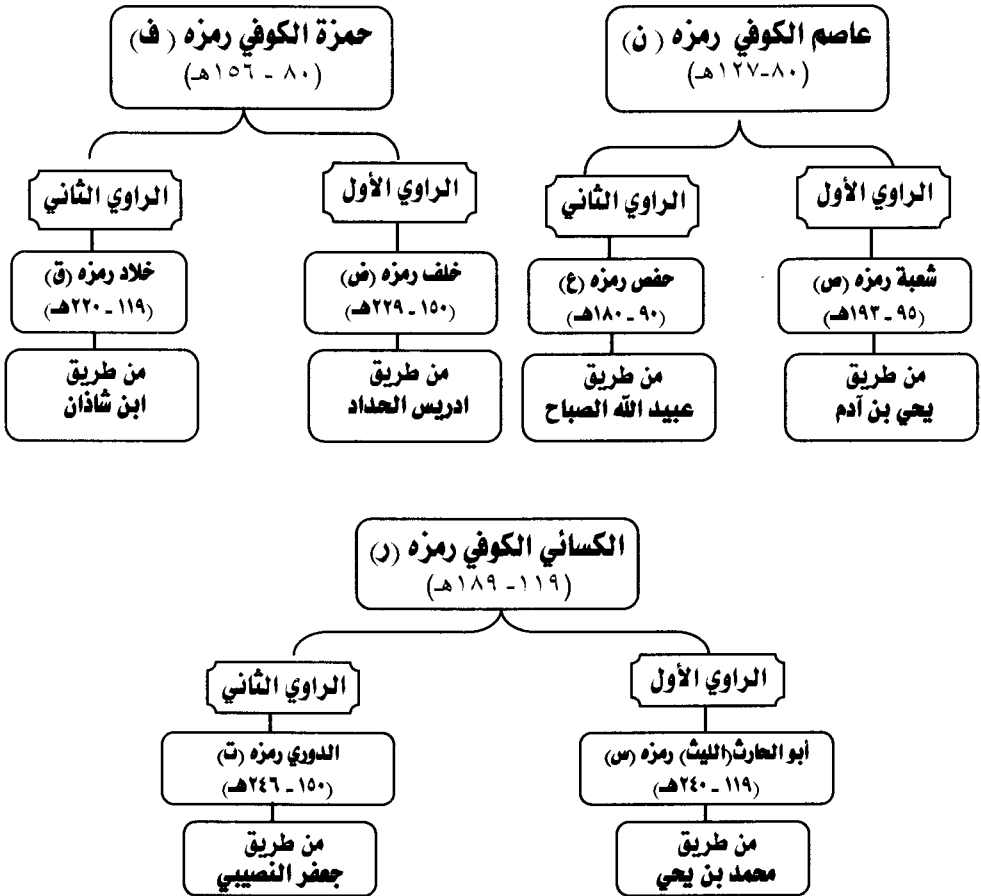 عاصم الكوفي رمزه (ن)
(٨٠-١٢٧هـ)
الراوي الأول
شعبة رمزه (ص)
(٩٥ - ١٩٣هـ)
من طريق
يحي بن آدم
الراوي الثاني
حفص رمزه (ع)
(٩٠ - ١٨٠هـ)
من طريق
عبيد الله الصباح
حمزة الكوفي رمزه ( ف)
(٨٠ - ١٥٦هـ)
الراوي الأول
خلف رمزه (ض)
(١٥٠ - ٢٢٩هـ)
من طريق
ادريس الحداد
الراوي الثاني
خلاد رمزه (ق)
(١١٩ - ٢٢٠هـ)
من طريق
ابن شاذان
الكسائي الكوفي رمزه (ر)
(١١٩- ١٨٩هـ)
الراوي الأول
أبو الحارث(الليث) رمزه (س)
(١١٩ - ٢٤٠هـ)
من طريق
محمد بن يحي
الراوي الثاني
الدوري رمزه (ت)
(١٥٠ - ٢٤٦هـ)
من طريق
جعفر النصيبي